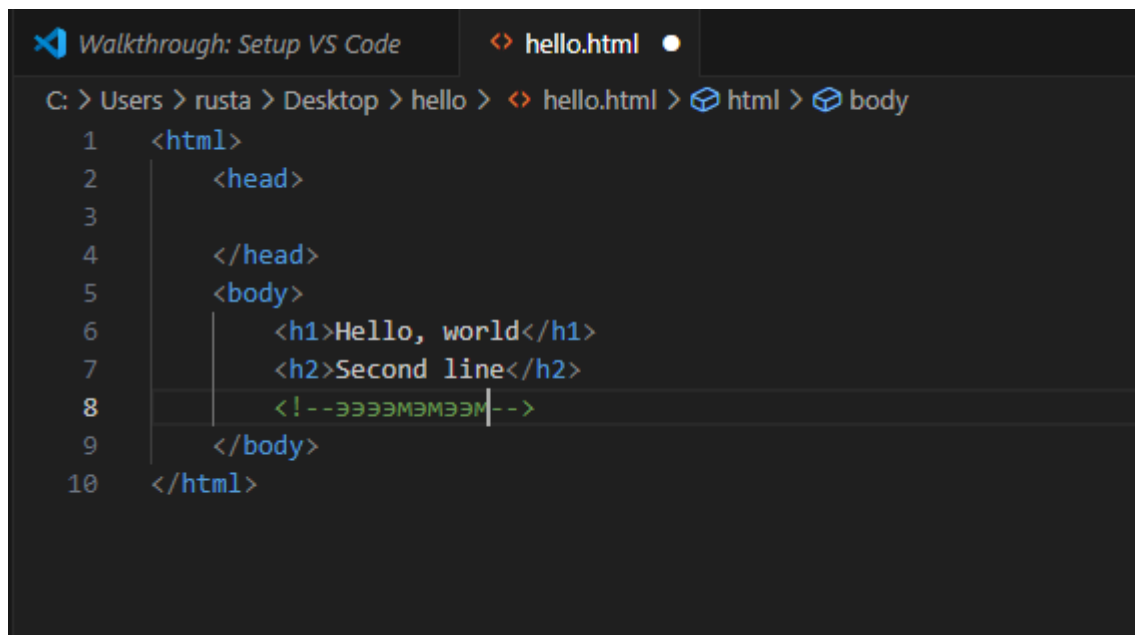 Walkthrough: Setup VS Code <> hello.html
C: > Users > rusta > Desktop > hello > <> hello.html > html > body
1 <html>
2 <head>
3
4 </head>
5 <body>
6 <h1>Hello, world</h1>
7 <h2>Second line</h2>
8 <!--ээээмэмээм-->
9 </body>
10 </html>